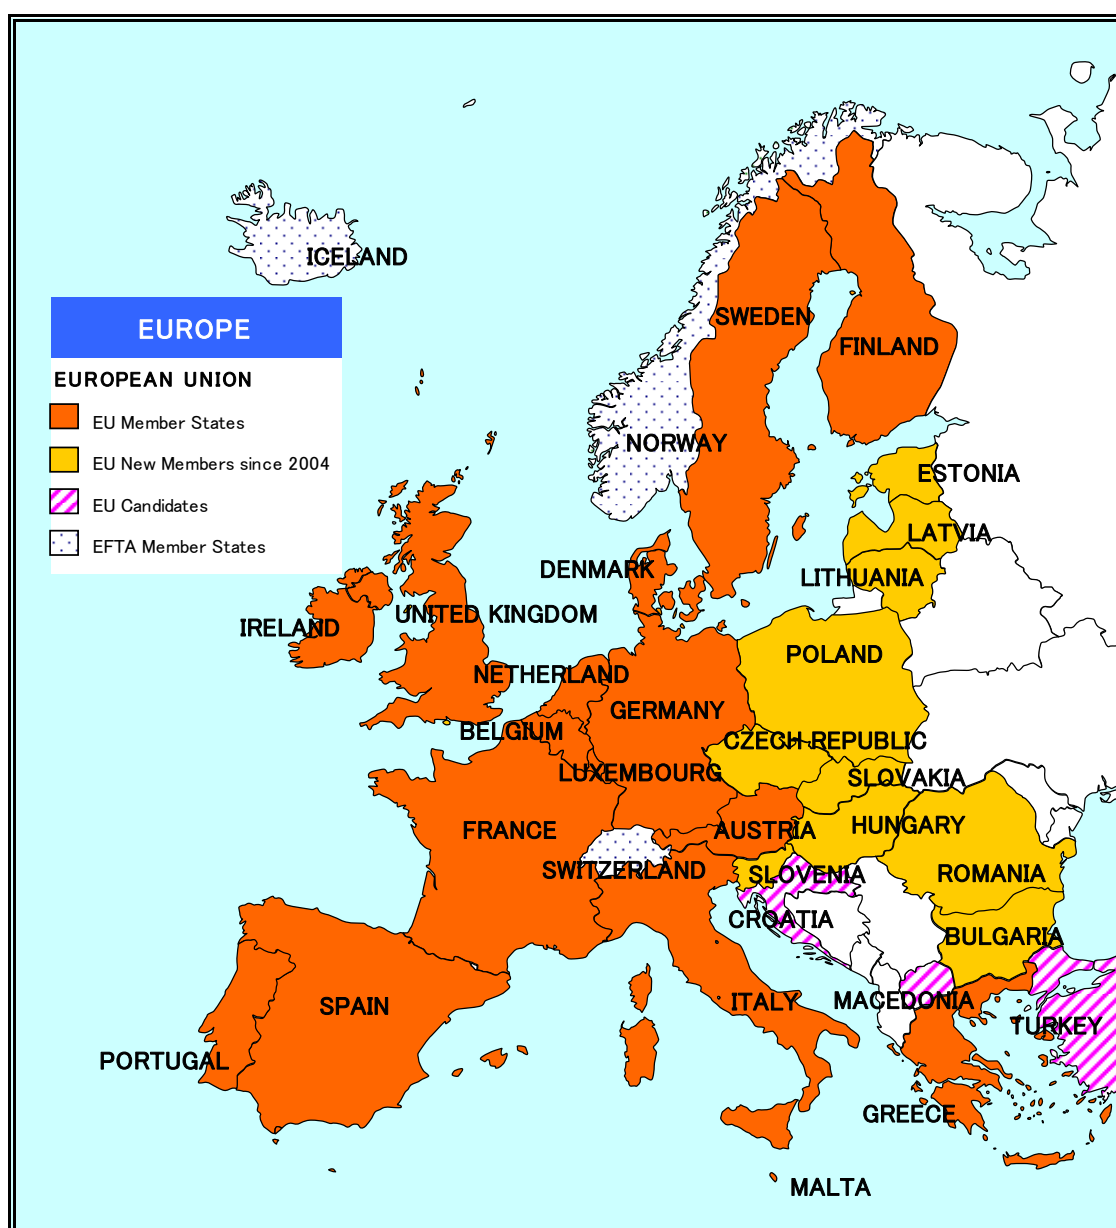 ICELAND
EUROPE
EUROPEAN UNION
EU Member States
EU New Members since 2004
EU Candidates
EFTA Member States
SWEDEN
FINLAND
NORWAY
ESTONIA
LATVIA
DENMARK
LITHUANIA
UNITED KINGDOM
IRELAND
POLAND
NETHERLAND
GERMANY
BELGIUM
CZECH REPUBLIC
LUXEMBOURG
SLOVAKIA
FRANCE
AUSTRIA
HUNGARY
SWITZERLAND
SLOVENIA
ROMANIA
CROATIA
BULGARIA
SPAIN
ITALY
MACEDONIA
TURKEY
PORTUGAL
GREECE
MALTA